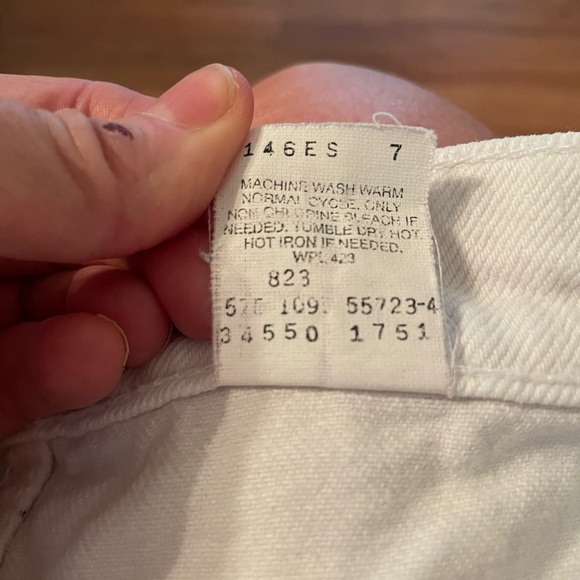 146ES 7
MACHINE WASH WARM
NORMAL CYCLE. ONLY
NON-CHLORINE BLEACH IF
NEEDED. TUMBLE DRY HOT.
HOT IRON IF NEEDED.
WPL 423
823
55723-4
34550 1751